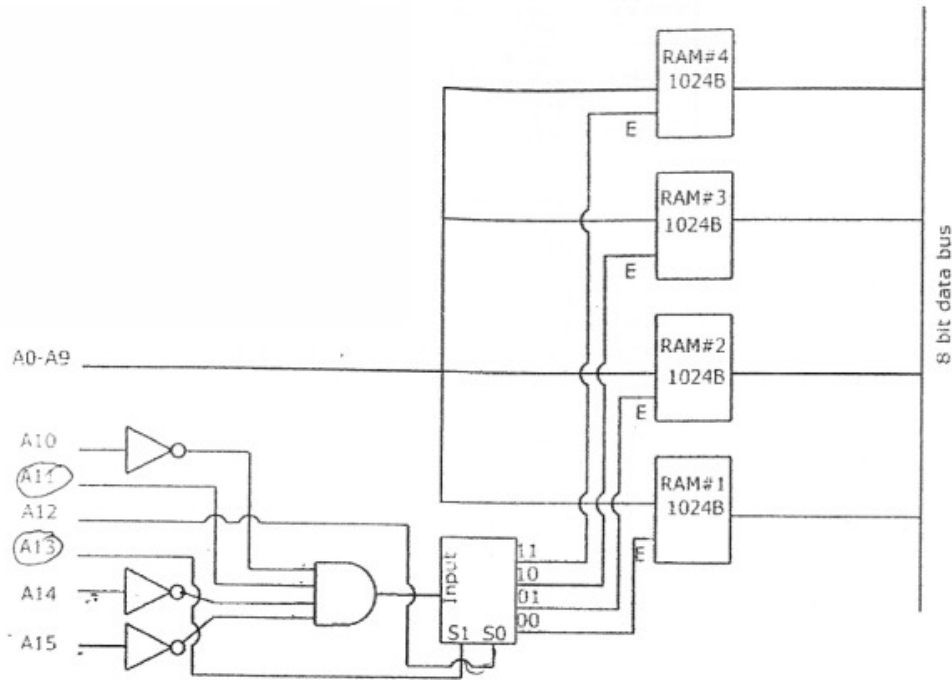 RAM#4
1024B
E
RAM#3
1024B
E
A0-A9
RAM#2
1024B
E
8 bit data bus
A10
A11
A12
A13
A14
A15
RAM#1
1024B
E
Input
11
10
01
00
S1 S0